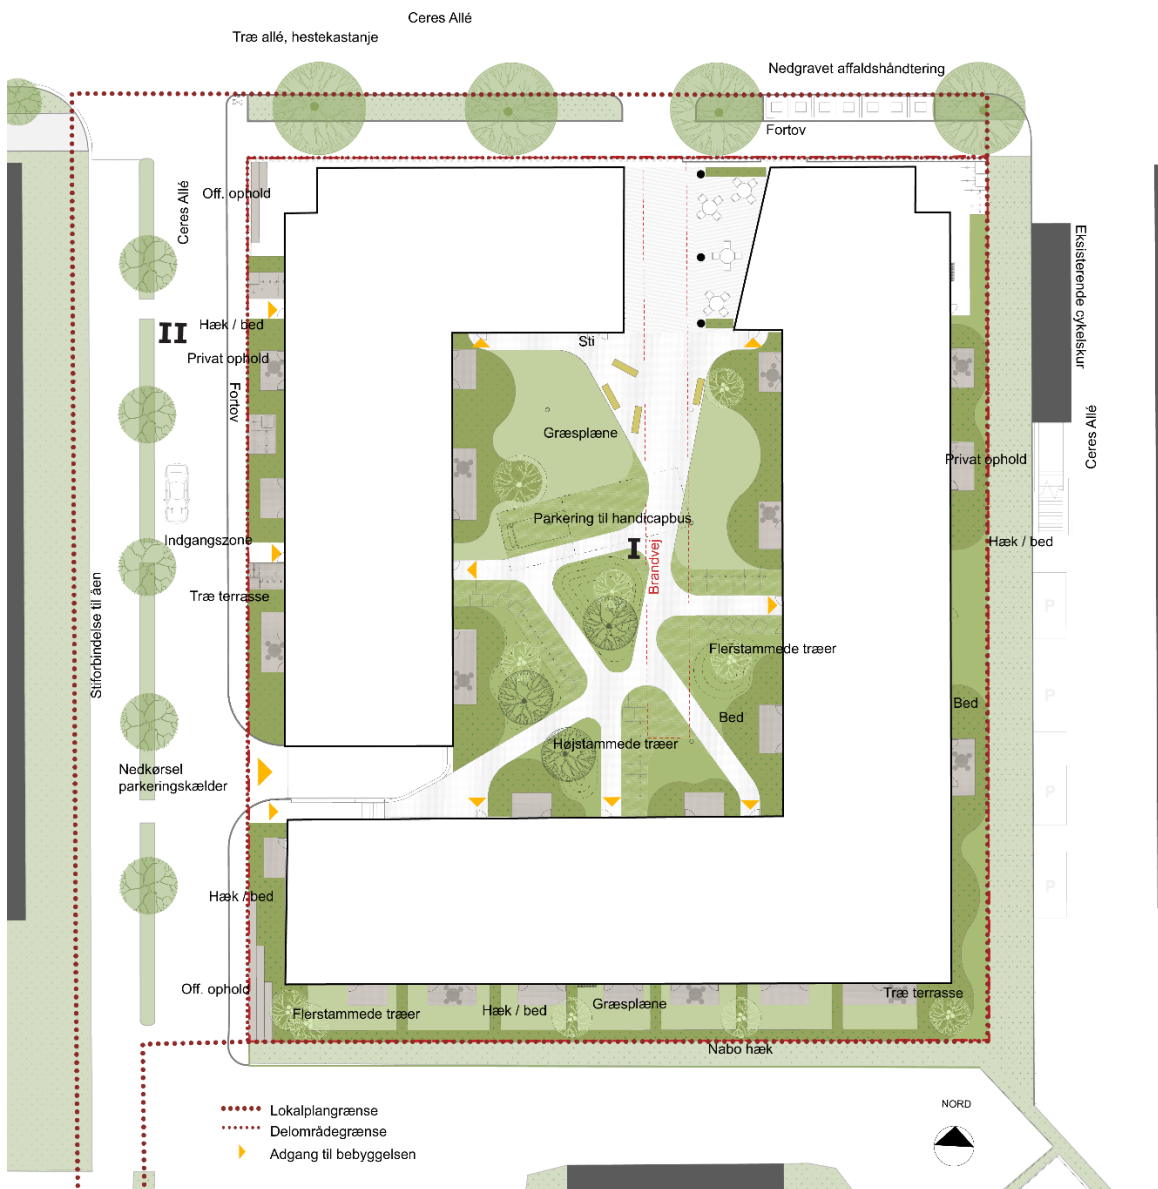 Ceres Allé
Træ allé, hestekastanje
Nedgravet affaldshåndtering
Fortov
Off. ophold
Ceres Allé
Eksisterende cykelskur
II
Hæk / bed
Sti
Privat ophold
Fortov
Græsplæne
Ceres Allé
Privat ophold
Parkering til handicapbus
Indgangszone
I
Brandvej
Hæk / bed
Træ terrasse
P
Stiforbindelse til åen
Flerstammede træer
P
Bed
Bed
Højstammede træer
Nedkørsel
parkeringskælder
P
P
Hæk / bed
Off. ophold
Træ terrasse
Flerstammede træer
Hæk / bed
Græsplæne
Nabo hæk
Lokalplangrænse
Delområdegrænse
Adgang til bebyggelsen
NORD